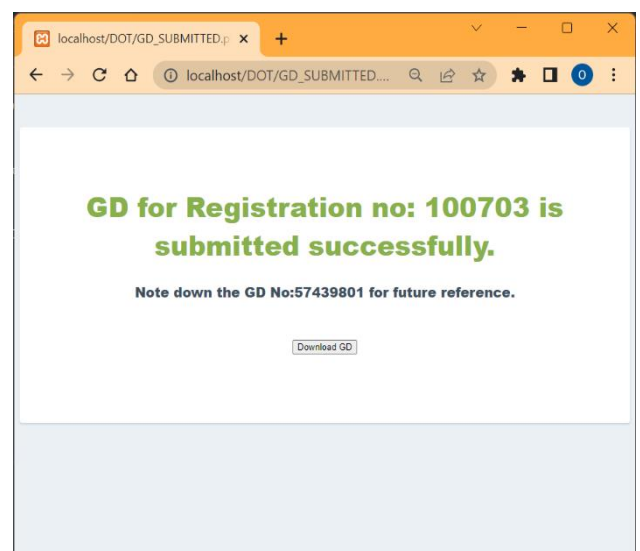 localhost/DOT/GD_SUBMITTED.p
localhost/DOT/GD_SUBMITTED....
O
GD for Registration no: 100703 is
submitted successfully.
Note down the GD No:57439801 for future reference.
Download GD